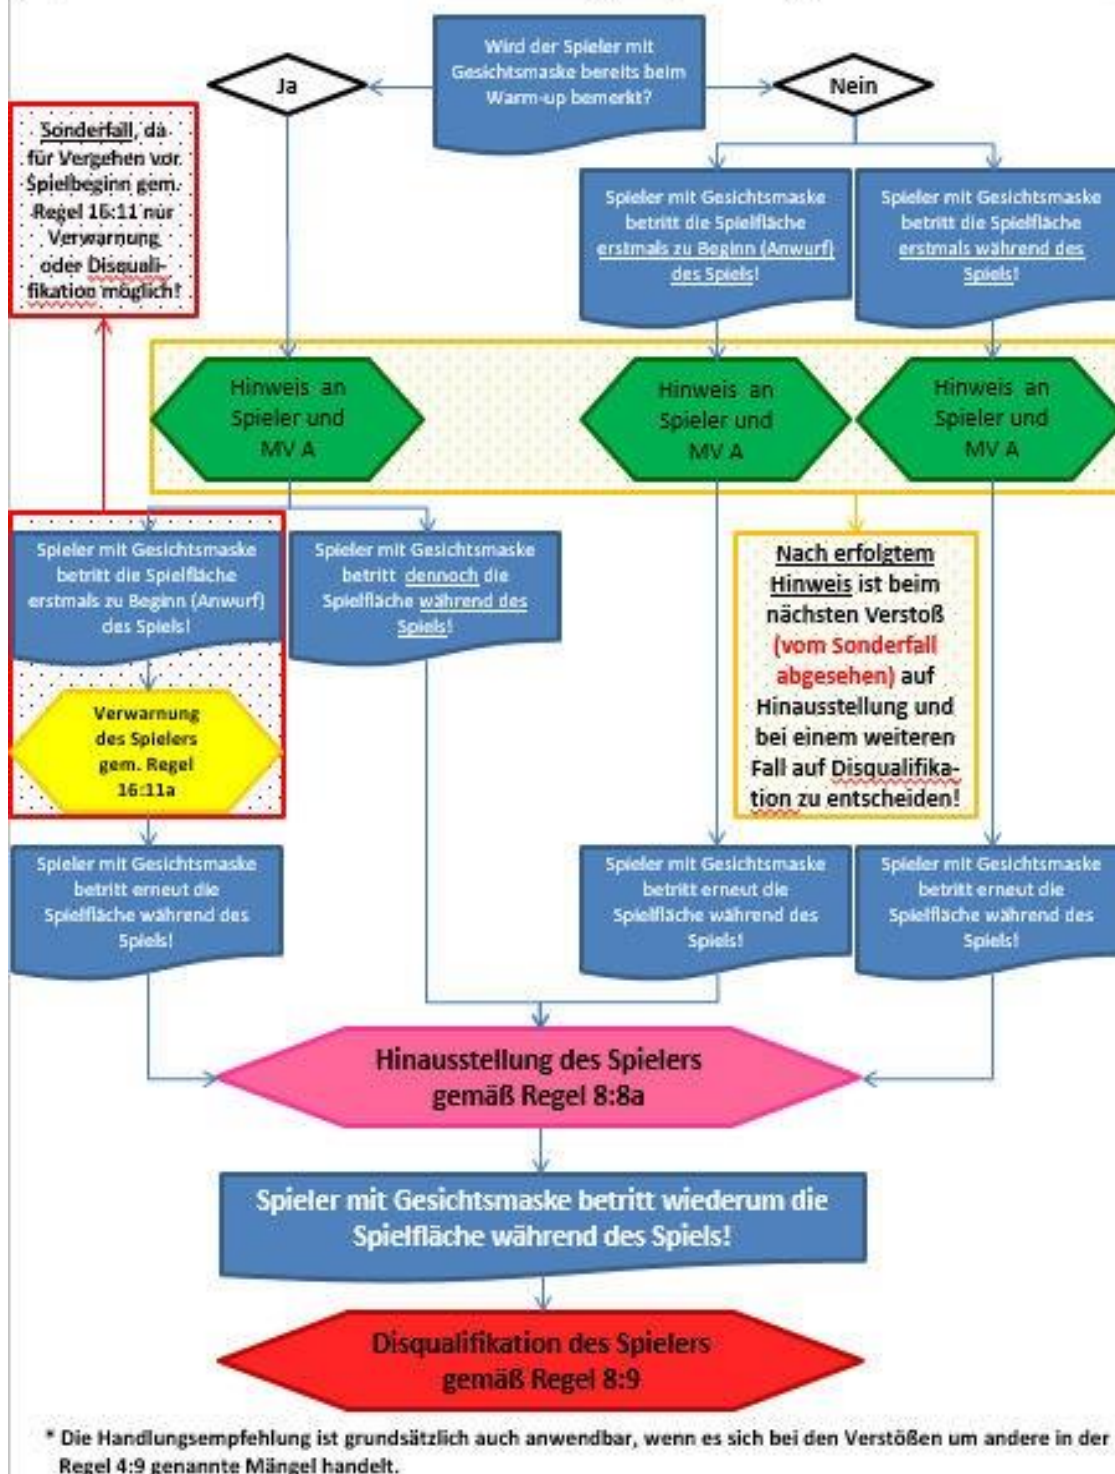 Wird der Spieler mit
Gesichtsmaske bereits beim
Warm-up bemerkt?
Ja
Nein
Sonderfall, da
für Vergehen vor
Spielbeginn gem.
Regel 16:11 nur
Verwarnung
oder Disquali-
fikation möglich!
Spieler mit Gesichtsmaske
betritt die Spielfläche
erstmals zu Beginn (Anwurf)
des Spiels!
Spieler mit Gesichtsmaske
betritt die Spielfläche
erstmals während des
Spiels!
Hinweis an
Spieler und
MV A
Hinweis an
Spieler und
MV A
Hinweis an
Spieler und
MV A
Spieler mit Gesichtsmaske
betritt die Spielfläche
erstmals zu Beginn (Anwurf)
des Spiels!
Spieler mit Gesichtsmaske
betritt dennoch die
Spielfläche während des
Spiels!
Nach erfolgtem
Hinweis ist beim
nächsten Verstoß
(vom Sonderfall
abgesehen) auf
Hinausstellung und
bei einem weiteren
Fall auf Disqualifika-
tion zu entscheiden!
Verwarnung
des Spielers
gem. Regel
16:11a
Spieler mit Gesichtsmaske
betritt erneut die
Spielfläche während des
Spiels!
Spieler mit Gesichtsmaske
betritt erneut die
Spielfläche während des
Spiels!
Spieler mit Gesichtsmaske
betritt erneut die
Spielfläche während des
Spiels!
Hinausstellung des Spielers
gemäß Regel 8:8a
Spieler mit Gesichtsmaske betritt wiederum die
Spielfläche während des Spiels!
Disqualifikation des Spielers
gemäß Regel 8:9
* Die Handlungsempfehlung ist grundsätzlich auch anwendbar, wenn es sich bei den Verstößen um andere in der
Regel 4:9 genannte Mängel handelt.